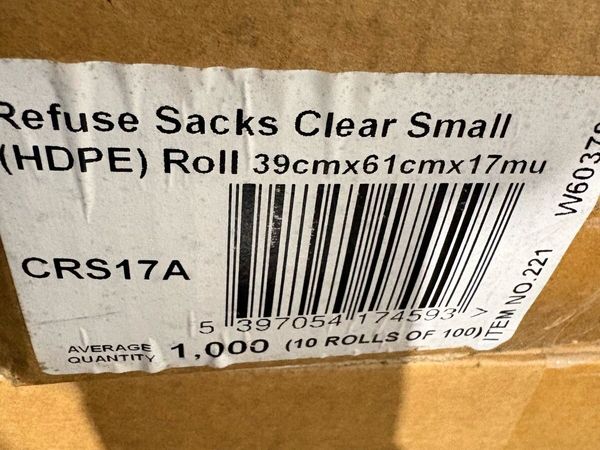 Refuse Sacks Clear Small
(HDPE) Roll 39cmx61cmx17mu
CRS17A
5 397054 174593 >
AVERAGE
QUANTITY 1,000 (10 ROLLS OF 100)
ITEM NO.221